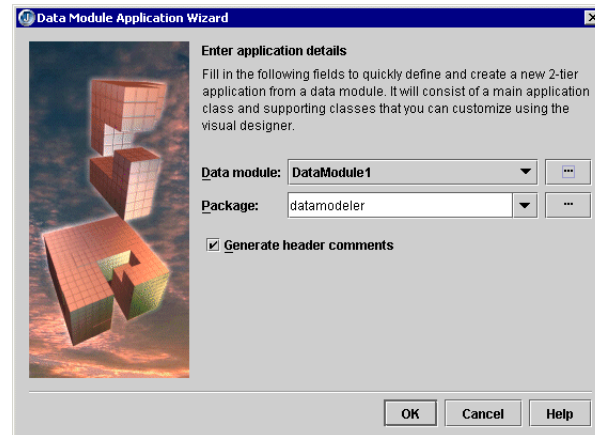 Data Module Application Wizard
Enter application details
Fill in the following fields to quickly define and create a new 2-tier
application from a data module. It will consist of a main application
class and supporting classes that you can customize using the
visual designer.
Data module: DataModule1 ...
Package: datamodeler ...
Generate header comments
OK Cancel Help